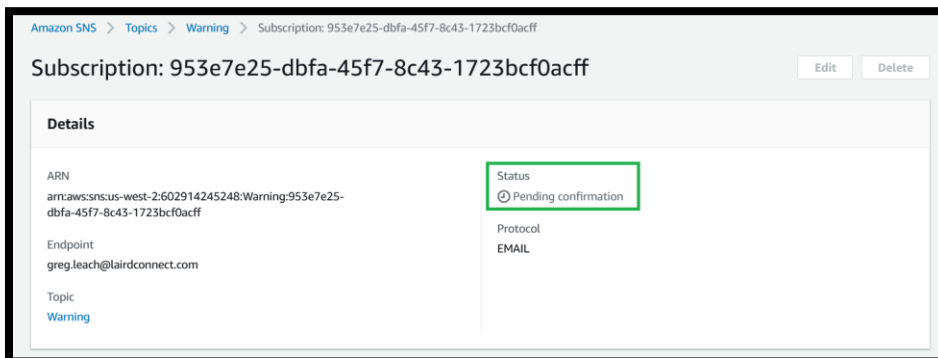 Amazon SNS > Topics > Warning > Subscription: 953e7e25-dbfa-45f7-8c43-1723bcf0acff
Subscription: 953e7e25-dbfa-45f7-8c43-1723bcf0acff
Edit
Delete
Details
ARN
arn:aws:sns:us-west-2:602914245248:Warning:953e7e25-
dbfa-45f7-8c43-1723bcf0acff
Endpoint
greg.leach@lairdconnect.com
Topic
Warning
Status
Pending confirmation
Protocol
EMAIL